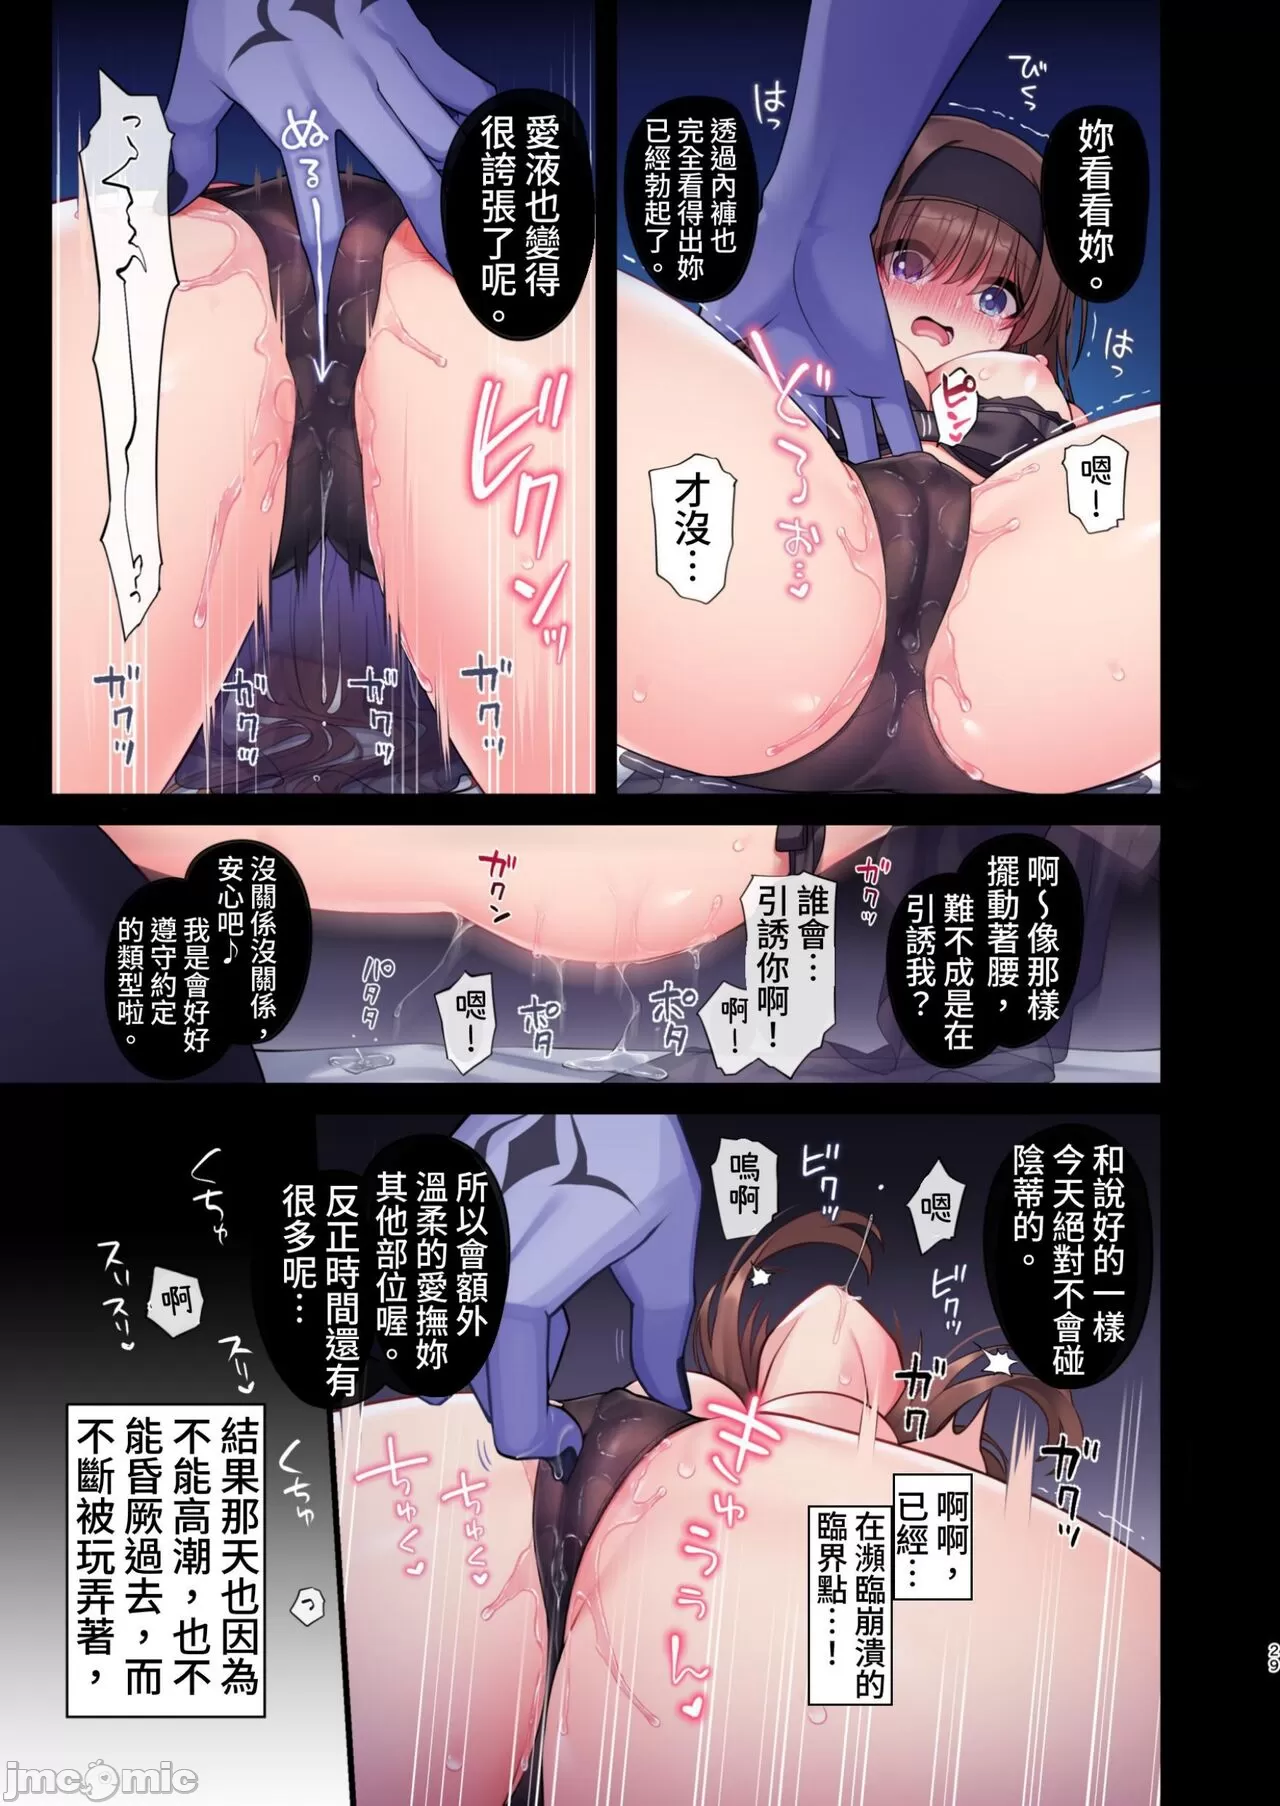 妳看看妳。
透過內褲也
完全看得出妳
已經勃起了。
びくっ
はっ
はっ
ピンッ
嗯！
才沒…
どろぉ…
愛液也變得
很誇張了呢。
ぬるっ
ビクンッ
ガクッ
ガクッ
ガクッ
ガクッ
啊～像那樣
擺動著腰，
難不成是在
引誘我？
誰會…
引誘你啊！
啊！
嗯！
ガクッ
ガクン
ポタ
ポタ
パタタ
沒關係沒關係，
安心吧♪
我是會好好
遵守約定
的類型啦。
和說好的一樣
今天絕對不會碰
陰蒂的。
嗯
嗚啊
ビクッ
ビクッ
ガクッ
ガクッ
所以會額外
溫柔的愛撫妳
其他部位喔。
反正時間還有
很多呢…
啊啊，
已經…
在瀕臨崩潰的
臨界點…！
きゅううぅん
ちゅく
ちゅく
くちゅ
スリスリ
啊
スリ
くちゅ
っ
結果那天也因為
不能高潮，也不
能昏厥過去，而
不斷被玩弄著，
29
jmcomic